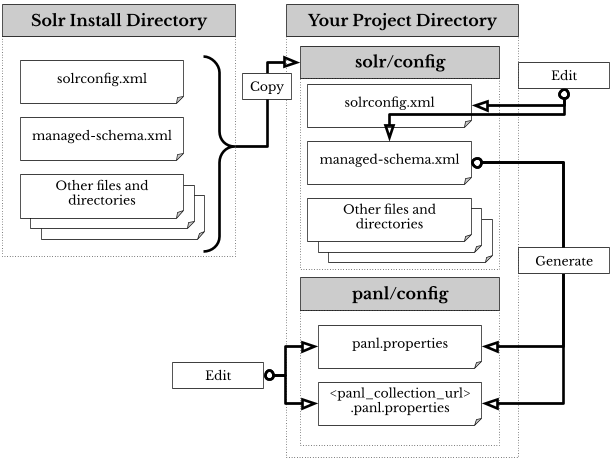 Solr Install Directory
solrconfig.xml
managed-schema.xml
Other files and
directories
Copy
Your Project Directory
solr/config
solrconfig.xml
managed-schema.xml
Other files and
directories
Edit
Generate
panl/config
panl.properties
<panl_collection_url>
.panl.properties
Edit